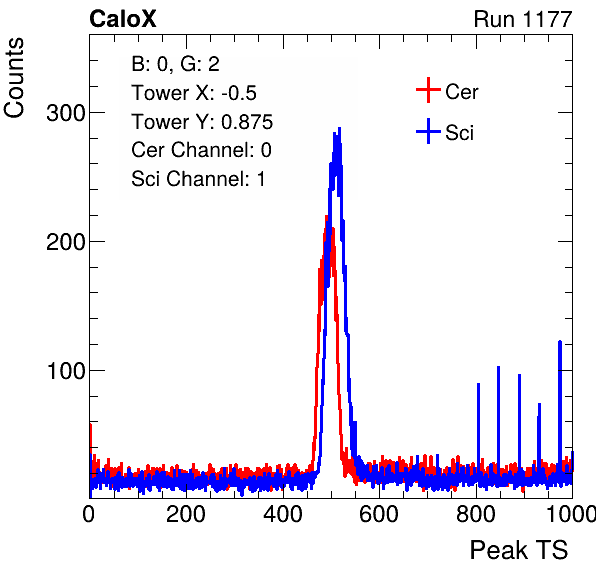 CaloX Run 1177
Counts
B: 0, G: 2
Tower X: -0.5
Tower Y: 0.875
Cer Channel: 0
Sci Channel: 1
Cer
Sci
300
200
100
0 200 400 600 800 1000
Peak TS